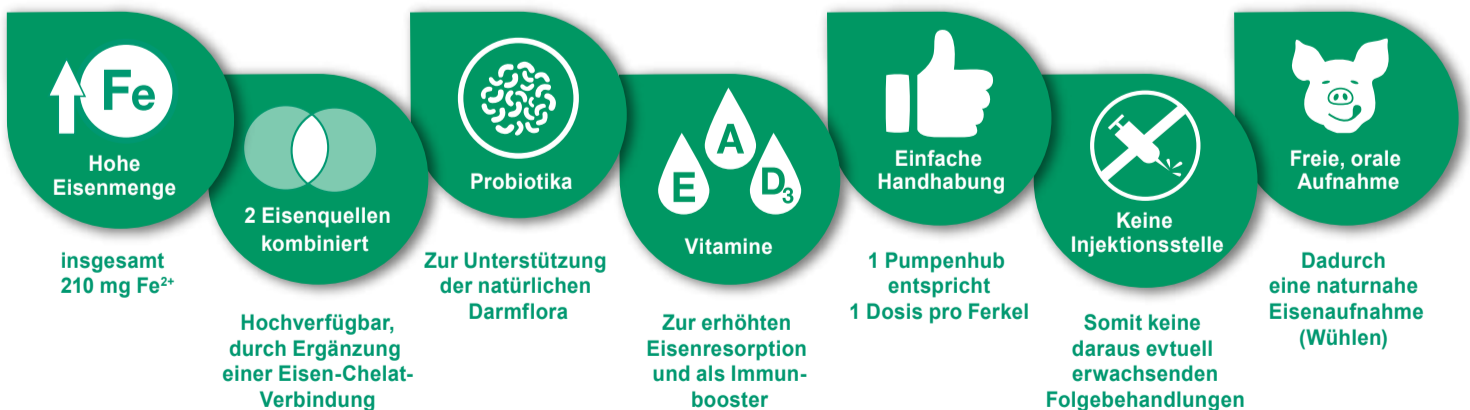 Fe
Hohe
Eisenmenge
insgesamt
210 mg Fe²⁺
2 Eisenquellen
kombiniert
Hochverfügbar,
durch Ergänzung
einer Eisen-Chelat-
Verbindung
Probiotika
Zur Unterstützung
der natürlichen
Darmflora
E
A
D₃
Vitamine
Zur erhöhten
Eisenresorption
und als Immun-
booster
Einfache
Handhabung
1 Pumpenhub
entspricht
1 Dosis pro Ferkel
Keine
Injektionsstelle
Somit keine
daraus evtuell
erwachsenden
Folgebehandlungen
Freie, orale
Aufnahme
Dadurch
eine naturnahe
Eisenaufnahme
(Wühlen)